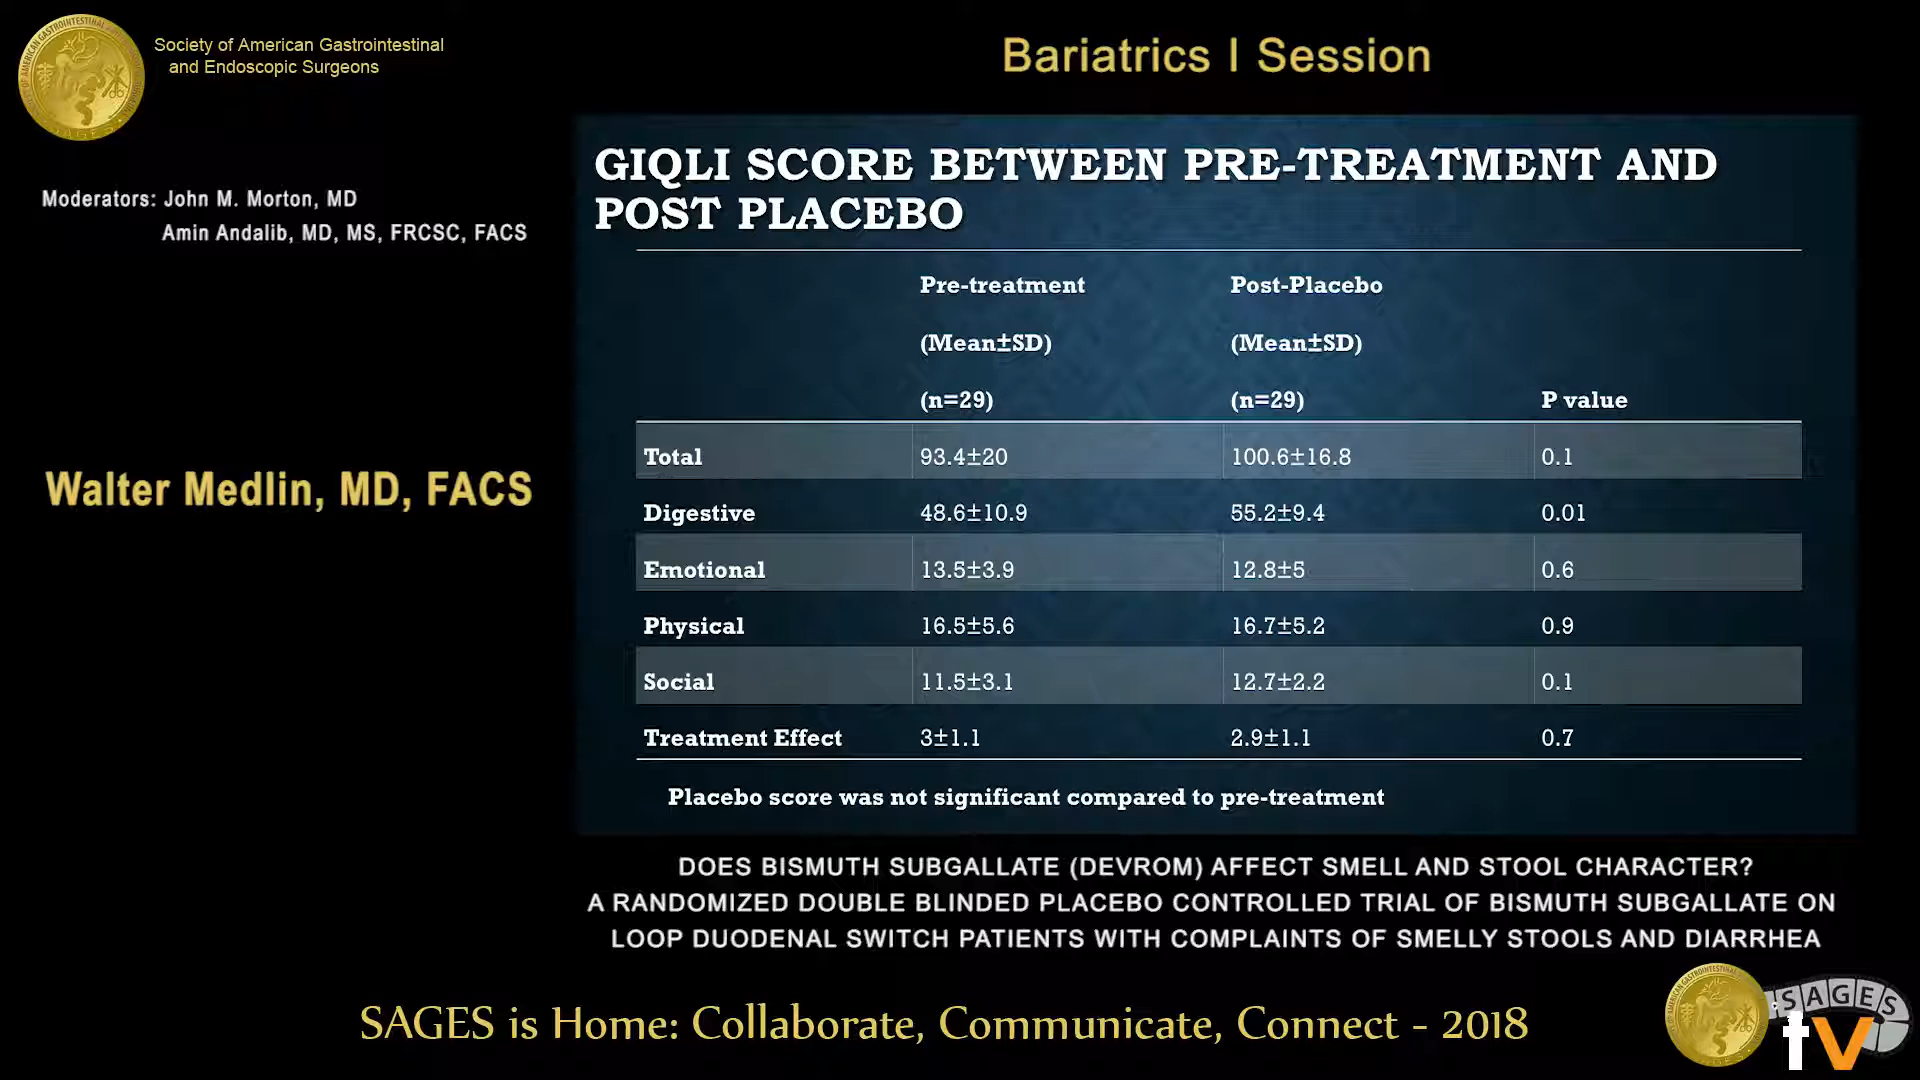 Society of American Gastrointestinal
and Endoscopic Surgeons
Bariatrics I Session
Moderators: John M. Morton, MD
Amin Andalib, MD, MS, FRCSC, FACS
Walter Medlin, MD, FACS
GIQLI SCORE BETWEEN PRE-TREATMENT AND
POST PLACEBO
Pre-treatment Post-Placebo
(Mean±SD) (Mean±SD)
(n=29) (n=29) P value
Total 93.4±20 100.6±16.8 0.1
Digestive 48.6±10.9 55.2±9.4 0.01
Emotional 13.5±3.9 12.8±5 0.6
Physical 16.5±5.6 16.7±5.2 0.9
Social 11.5±3.1 12.7±2.2 0.1
Treatment Effect 3±1.1 2.9±1.1 0.7
Placebo score was not significant compared to pre-treatment
DOES BISMUTH SUBGALLATE (DEVROM) AFFECT SMELL AND STOOL CHARACTER?
A RANDOMIZED DOUBLE BLINDED PLACEBO CONTROLLED TRIAL OF BISMUTH SUBGALLATE ON
LOOP DUODENAL SWITCH PATIENTS WITH COMPLAINTS OF SMELLY STOOLS AND DIARRHEA
SAGES is Home: Collaborate, Communicate, Connect - 2018
SAGES
tv